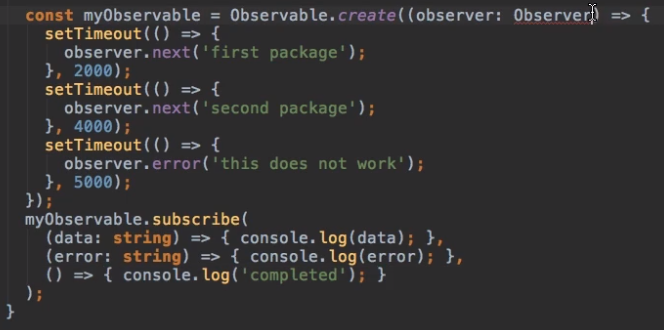 const myObservable = Observable.create((observer: Observer) => {
setTimeout(() => {
observer.next('first package');
}, 2000);
setTimeout(() => {
observer.next('second package');
}, 4000);
setTimeout(() => {
observer.error('this does not work');
}, 5000);
});
myObservable.subscribe(
(data: string) => { console.log(data); },
(error: string) => { console.log(error); },
() => { console.log('completed'); }
);
}